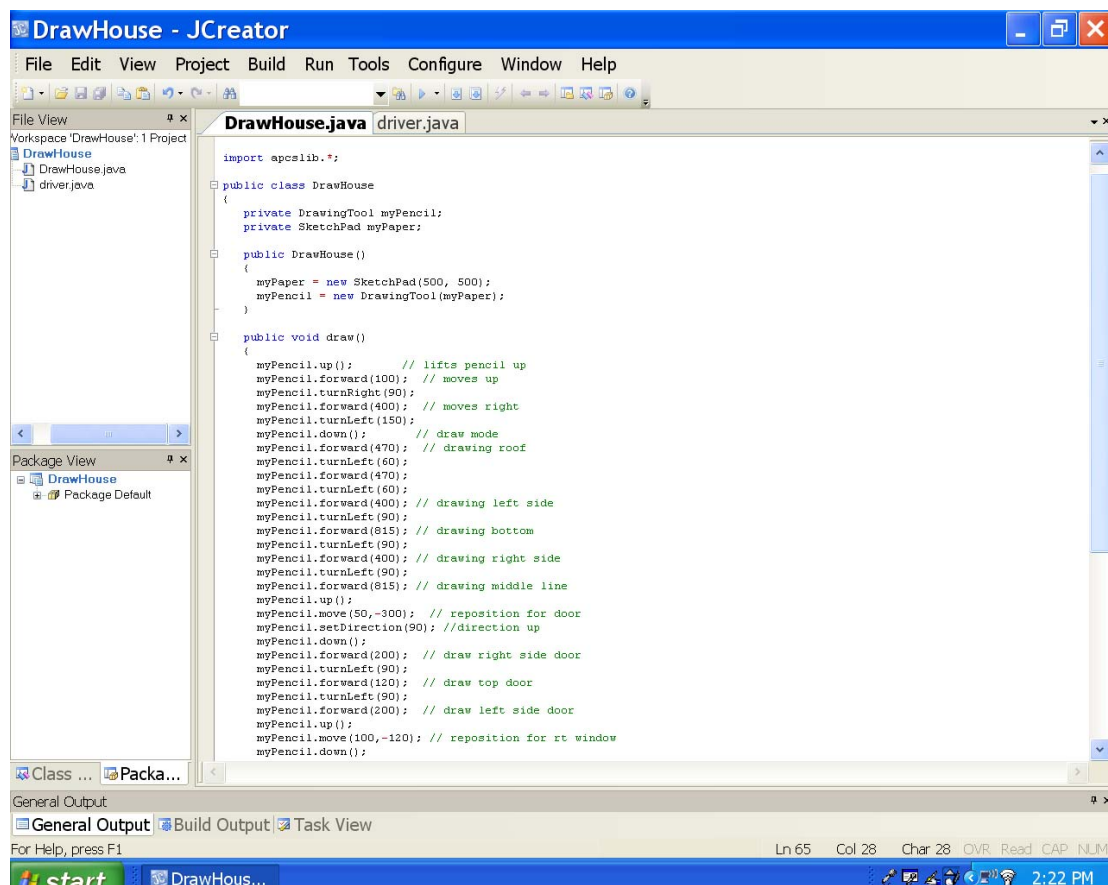 DrawHouse - JCreator
File Edit View Project Build Run Tools Configure Window Help
File View
Workspace 'DrawHouse': 1 Project
DrawHouse
DrawHouse.java
driver.java
Package View
DrawHouse
Package Default
Class ... Packa...
DrawHouse.java driver.java
import apcslib.*;
public class DrawHouse
{
private DrawingTool myPencil;
private SketchPad myPaper;
public DrawHouse()
{
myPaper = new SketchPad(500, 500);
myPencil = new DrawingTool(myPaper);
}
public void draw()
{
myPencil.up(); // lifts pencil up
myPencil.forward(100); // moves up
myPencil.turnRight(90);
myPencil.forward(400); // moves right
myPencil.turnLeft(150);
myPencil.down(); // draw mode
myPencil.forward(470); // drawing roof
myPencil.turnLeft(60);
myPencil.forward(470);
myPencil.turnLeft(60);
myPencil.forward(400); // drawing left side
myPencil.turnLeft(90);
myPencil.forward(815); // drawing bottom
myPencil.turnLeft(90);
myPencil.forward(400); // drawing right side
myPencil.turnLeft(90);
myPencil.forward(815); // drawing middle line
myPencil.up();
myPencil.move(50,-300); // reposition for door
myPencil.setDirection(90); //direction up
myPencil.down();
myPencil.forward(200); // draw right side door
myPencil.turnLeft(90);
myPencil.forward(120); // draw top door
myPencil.turnLeft(90);
myPencil.forward(200); // draw left side door
myPencil.up();
myPencil.move(100,-120); // reposition for rt window
myPencil.down();
General Output
General Output Build Output Task View
For Help, press F1 Ln 65 Col 28 Char 28 OVR Read CAP NUM
start DrawHous... 2:22 PM